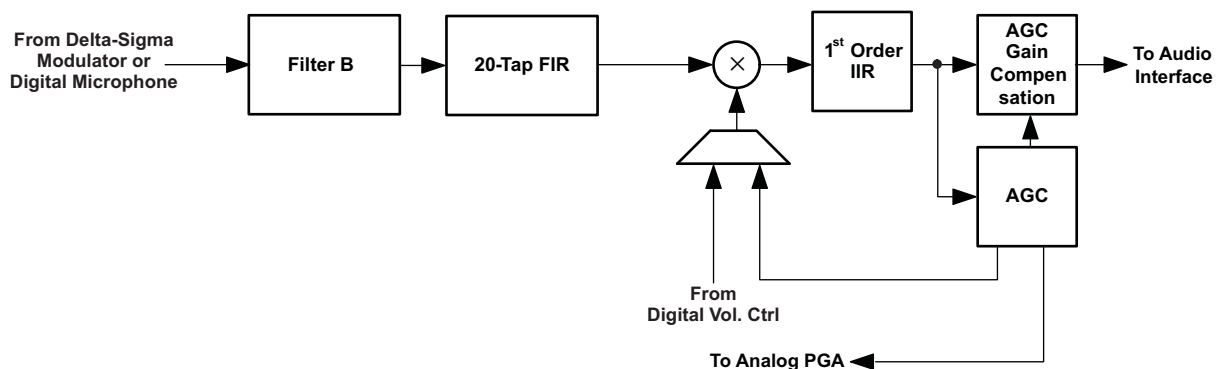 From Delta-Sigma
Modulator or
Digital Microphone
Filter B
20-Tap FIR
×
1st Order
IIR
AGC
Gain
Compen
sation
To Audio
Interface
AGC
From
Digital Vol. Ctrl
To Analog PGA